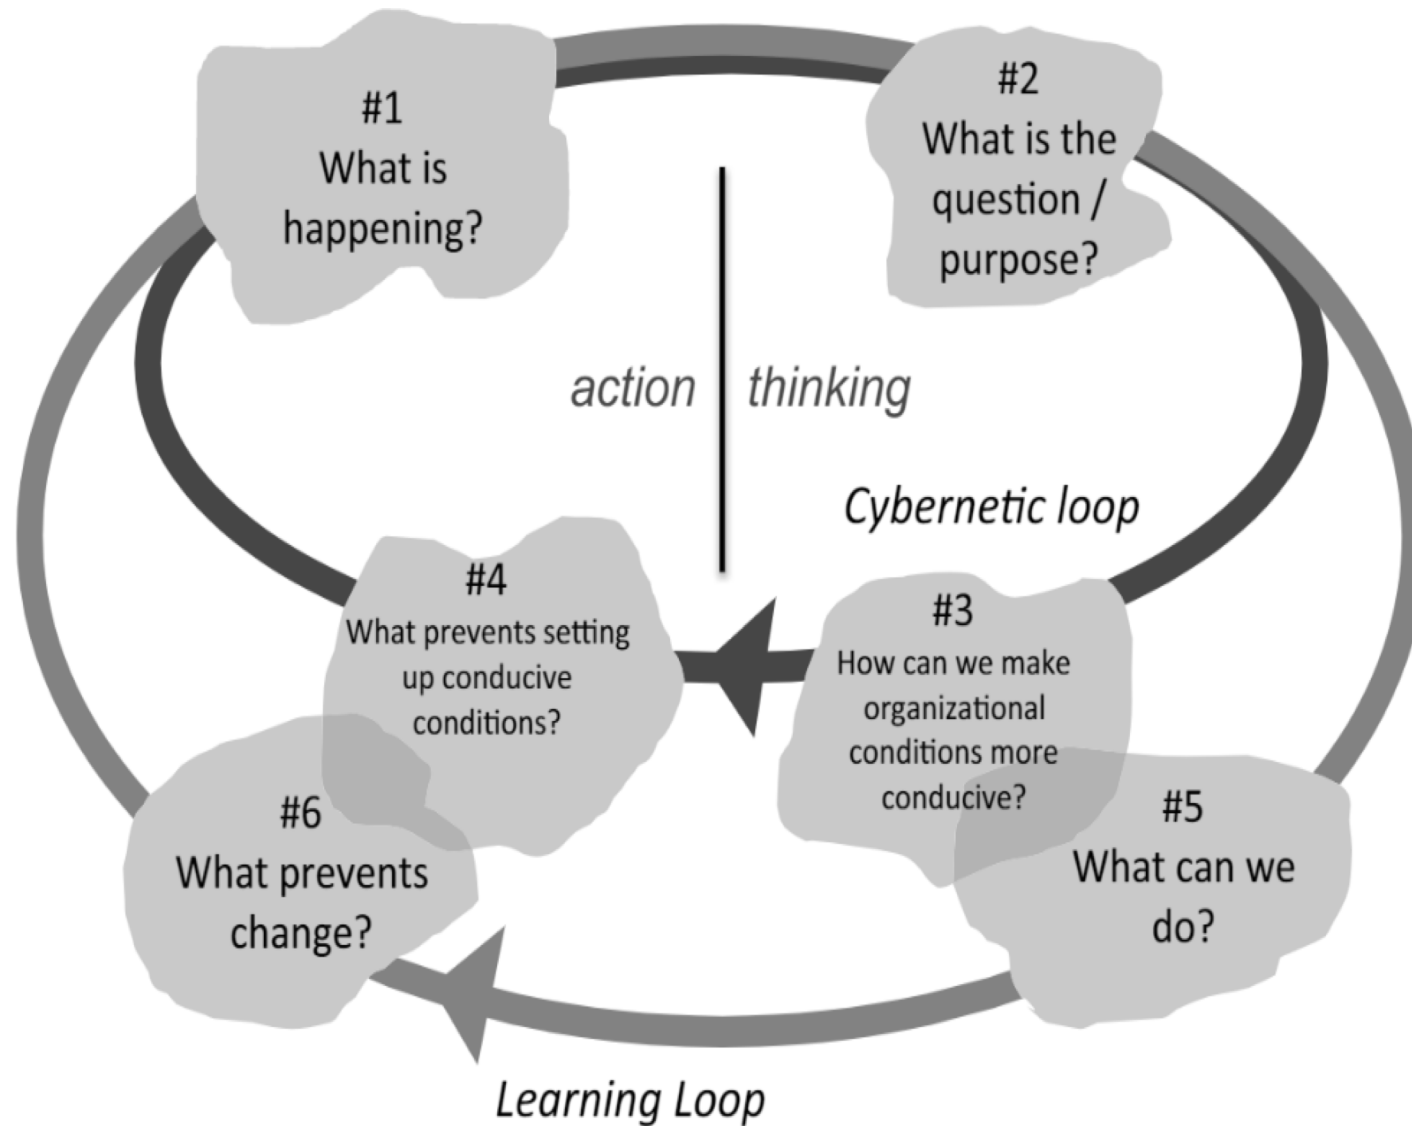 #1
What is
happening?
#2
What is the
question /
purpose?
action
thinking
Cybernetic loop
#4
What prevents setting
up conducive
conditions?
#3
How can we make
organizational
conditions more
conducive?
#6
What prevents
change?
#5
What can we
do?
Learning Loop